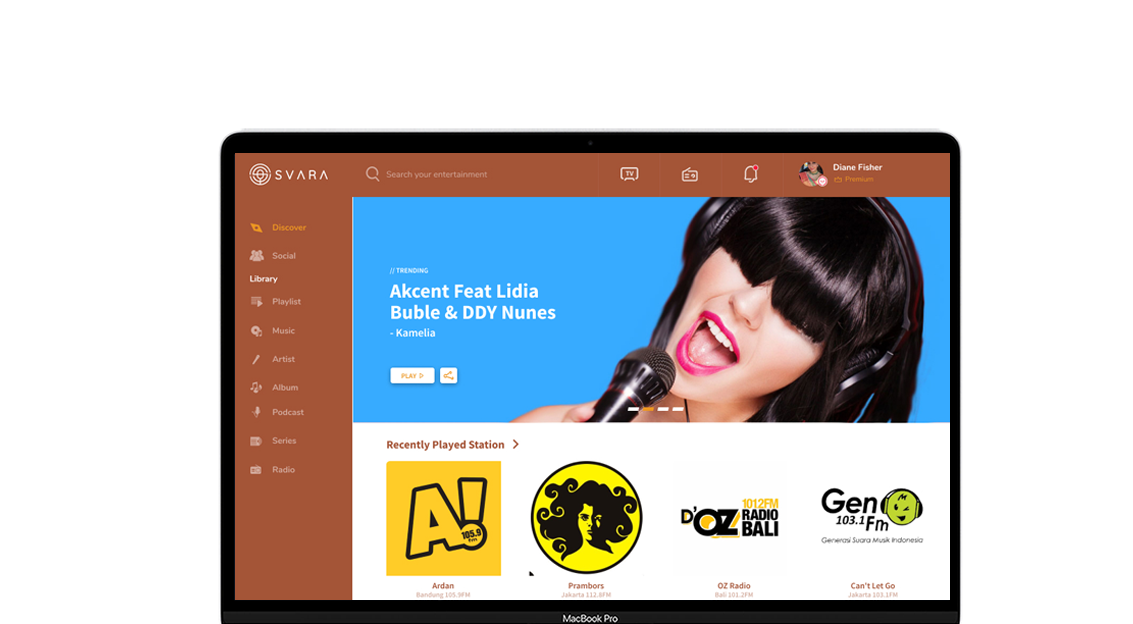 SVARA
Search your entertainment
TV
Diane Fisher
Premium
Discover
Social
Library
Playlist
Music
Artist
Album
Podcast
Series
Radio
// TRENDING
Akcent Feat Lidia
Buble & DDY Nunes
- Kamelia
PLAY
Recently Played Station
A!
105.9
fm
D'OZ
101.2FM
RADIO
BALI
Gen
103.1 Fm
Generasi Suara Musik Indonesia
Ardan
Bandung 105.9FM
Prambors
Jakarta 112.8FM
OZ Radio
Bali 101.2FM
Can't Let Go
Jakarta 103.1FM
MacBook Pro